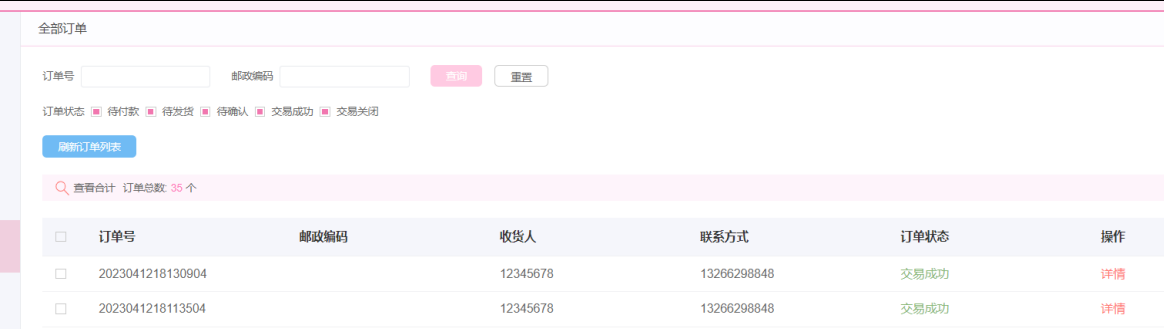 全部订单
订单号 邮政编码 查询 重置
订单状态 待付款 待发货 待确认 交易成功 交易关闭
刷新订单列表
查看合计 订单总数: 35 个
订单号 邮政编码 收货人 联系方式 订单状态 操作
2023041218130904 12345678 13266298848 交易成功 详情
2023041218113504 12345678 13266298848 交易成功 详情